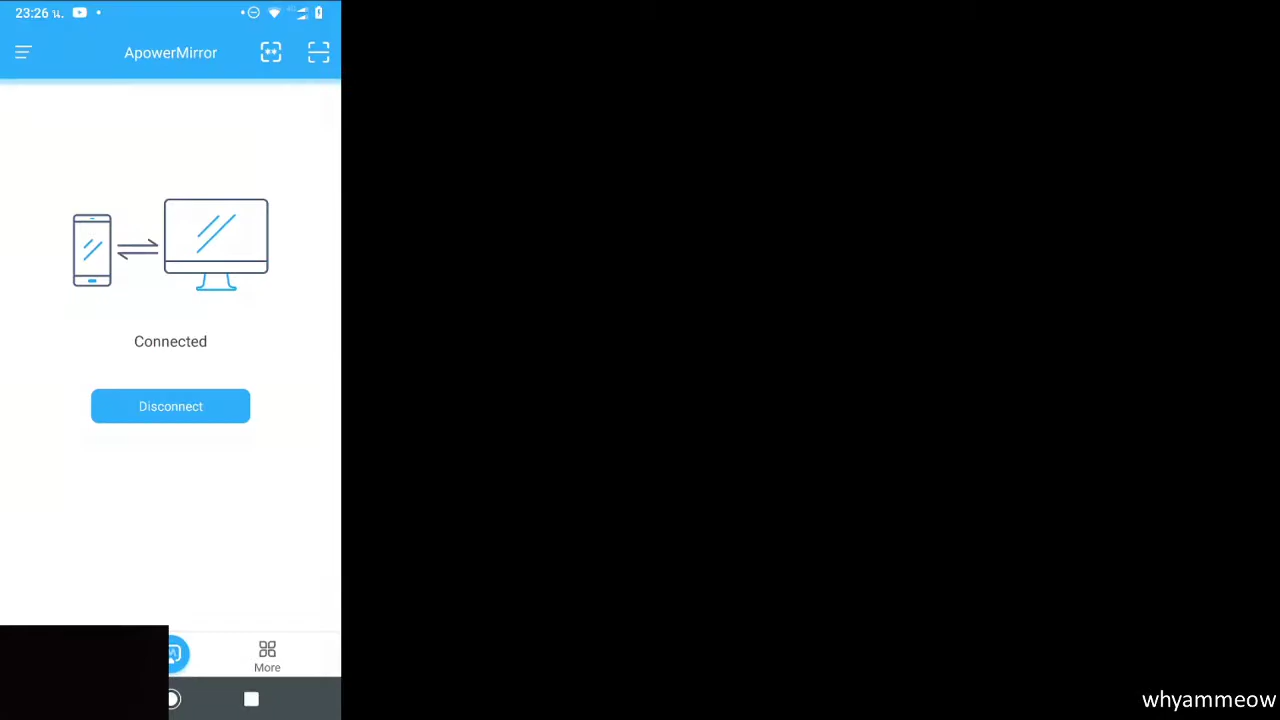 23:26 น.
ApowerMirror
Connected
Disconnect
More
whyammeow